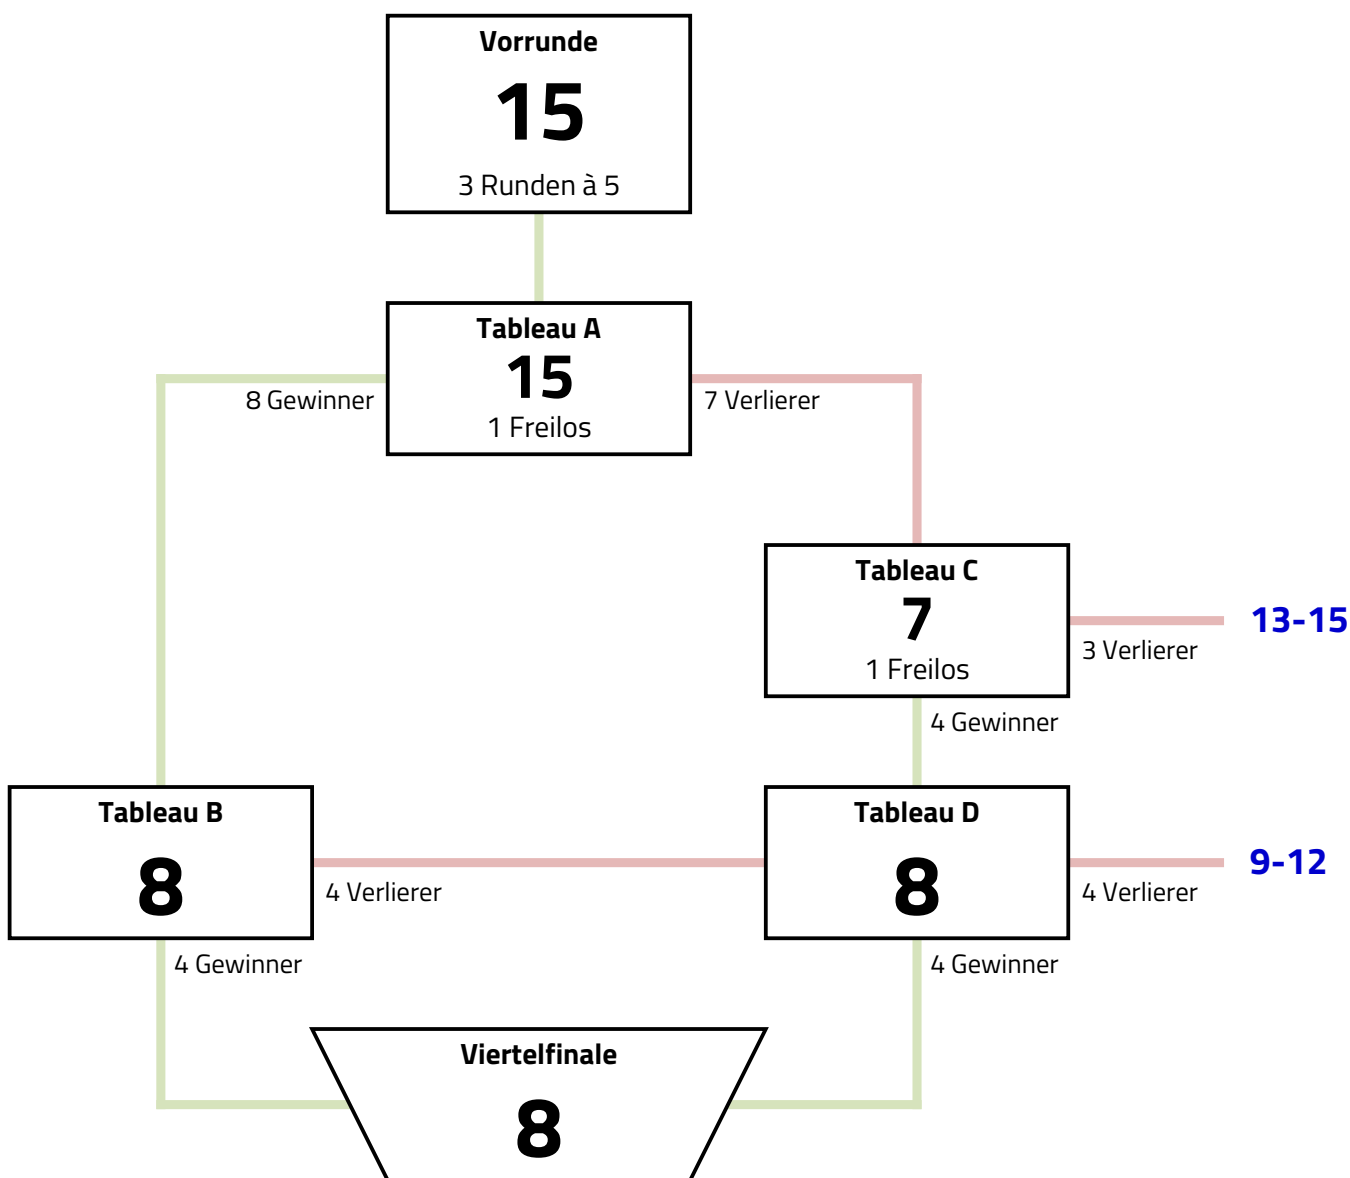 Vorrunde
15
3 Runden à 5
Tableau A
15
1 Freilos
8 Gewinner
7 Verlierer
Tableau C
7
1 Freilos
13-15
3 Verlierer
4 Gewinner
Tableau B
8
4 Verlierer
Tableau D
8
9-12
4 Verlierer
4 Gewinner
4 Gewinner
Viertelfinale
8